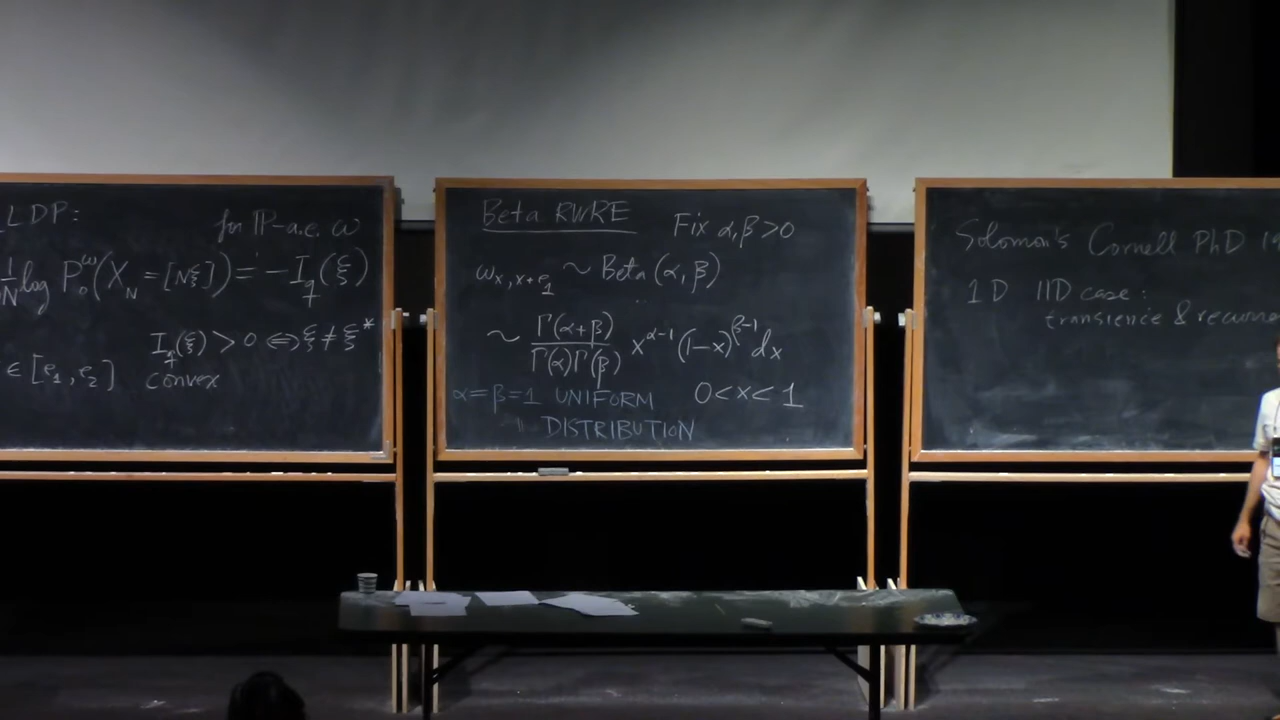 LDP:
for ℙ-a.e. ω
1/N log P₀^ω(X_N = [Nξ]) = -I_q(ξ)
I_q(ξ) > 0 ⇔ ξ ≠ ξ*
∈ [e₁, e₂] convex
Beta RWRE
Fix α, β > 0
ω_{x, x+e₁} ~ Beta(α, β)
~ Γ(α+β) / Γ(α)Γ(β) x^{α-1} (1-x)^{β-1} dx
α=β=1 UNIFORM
0<x<1
" DISTRIBUTION
Solomon's Cornell PhD
1D IID case:
transience &